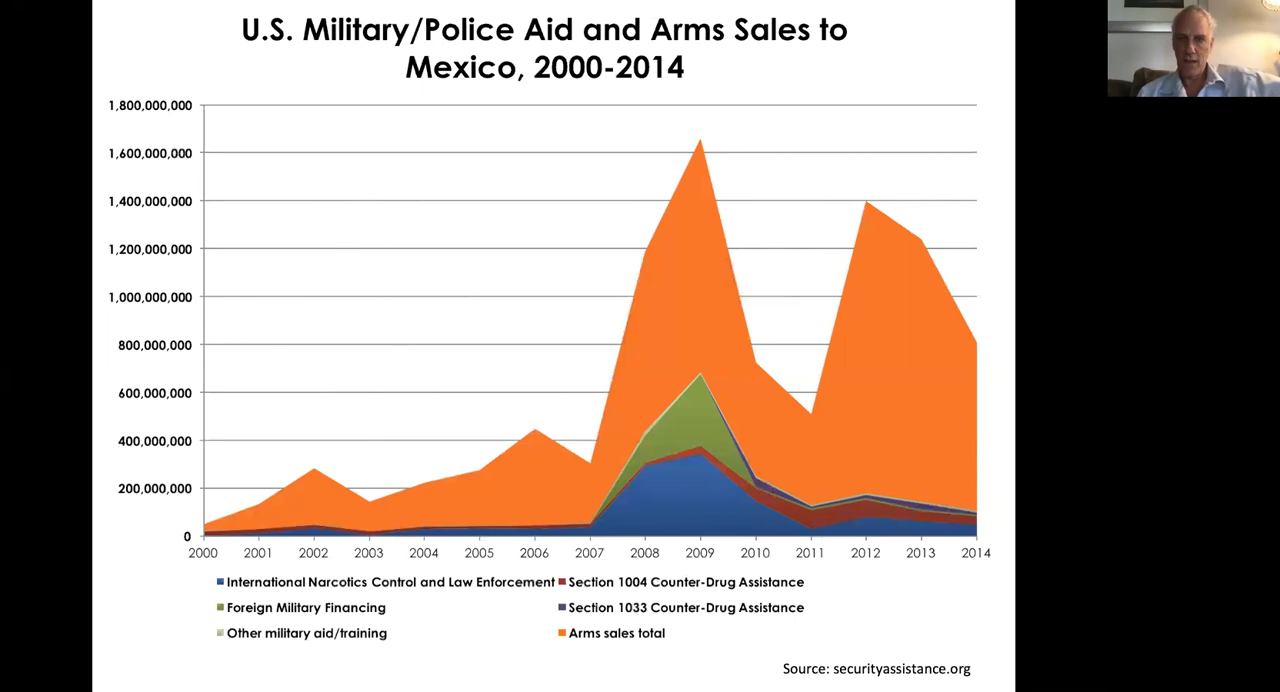 U.S. Military/Police Aid and Arms Sales to
Mexico, 2000-2014
1,800,000,000
1,600,000,000
1,400,000,000
1,200,000,000
1,000,000,000
800,000,000
600,000,000
400,000,000
200,000,000
0
2000 2001 2002 2003 2004 2005 2006 2007 2008 2009 2010 2011 2012 2013 2014
International Narcotics Control and Law Enforcement Section 1004 Counter-Drug Assistance
Foreign Military Financing Section 1033 Counter-Drug Assistance
Other military aid/training Arms sales total
Source: securityassistance.org